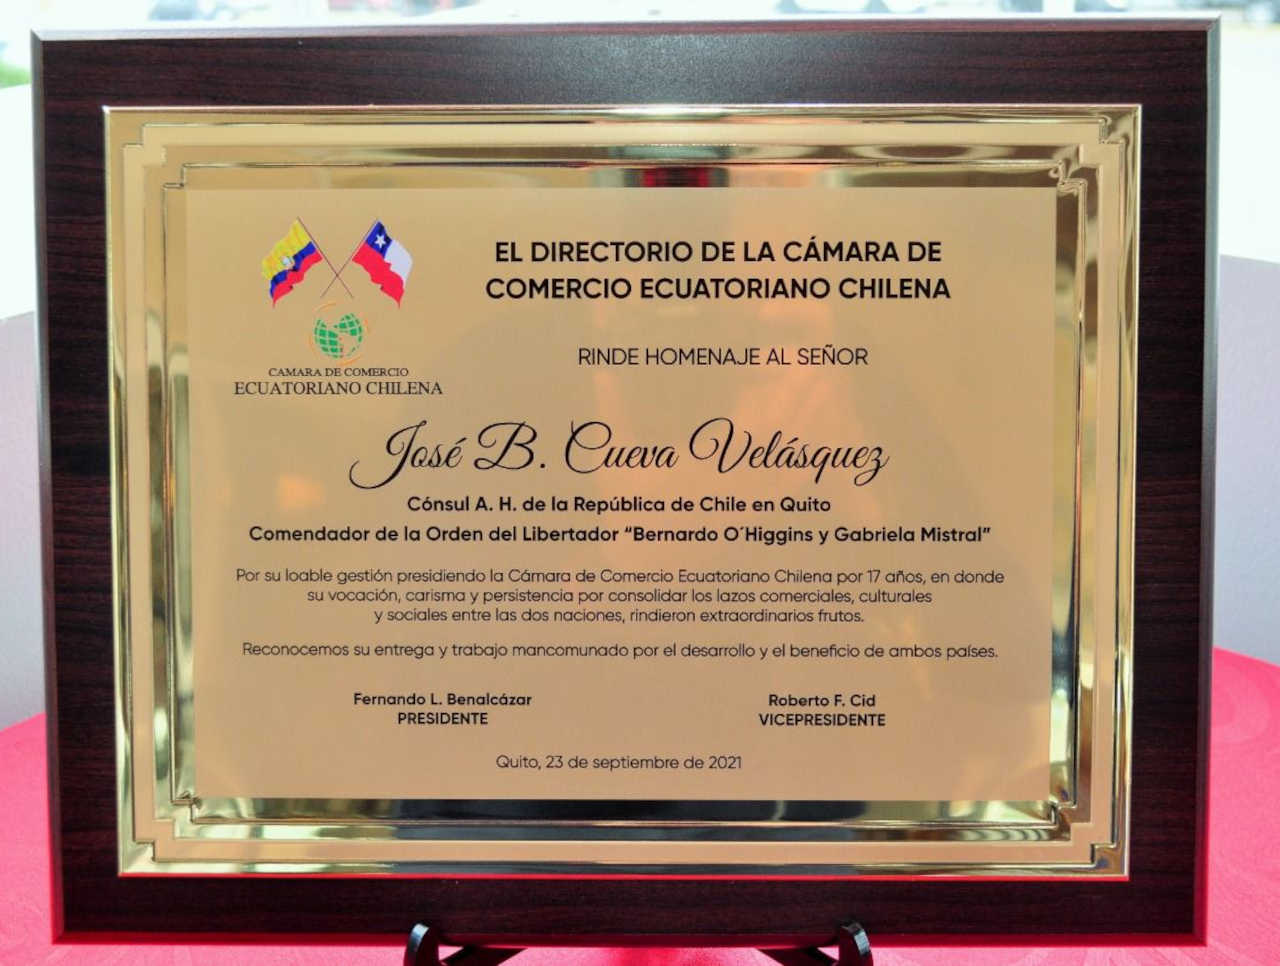 EL DIRECTORIO DE LA CÁMARA DE
COMERCIO ECUATORIANO CHILENA
CAMARA DE COMERCIO
ECUATORIANO CHILENA
RINDE HOMENAJE AL SEÑOR
José B. Cueva Velásquez
Cónsul A. H. de la República de Chile en Quito
Comendador de la Orden del Libertador “Bernardo O´Higgins y Gabriela Mistral”
Por su loable gestión presidiendo la Cámara de Comercio Ecuatoriano Chilena por 17 años, en donde
su vocación, carisma y persistencia por consolidar los lazos comerciales, culturales
y sociales entre las dos naciones, rindieron extraordinarios frutos.
Reconocemos su entrega y trabajo mancomunado por el desarrollo y el beneficio de ambos países.
Fernando L. Benalcázar
PRESIDENTE
Roberto F. Cid
VICEPRESIDENTE
Quito, 23 de septiembre de 2021